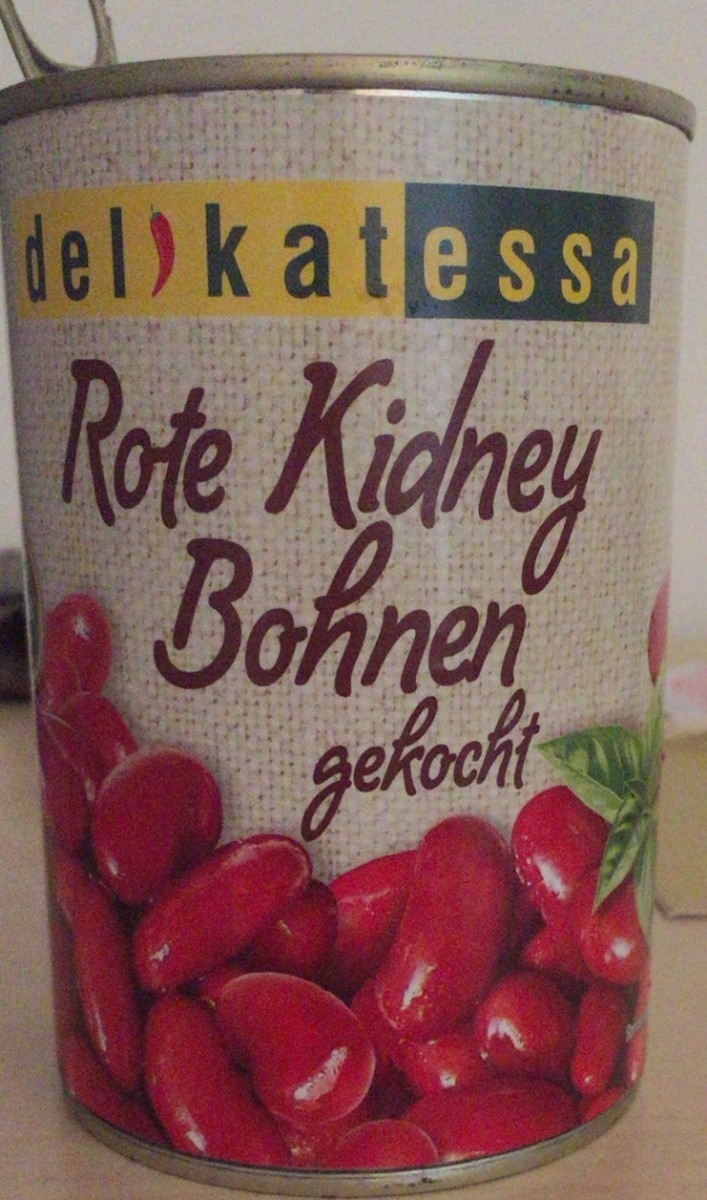 delikatessa
Rote Kidney
Bohnen
gekocht